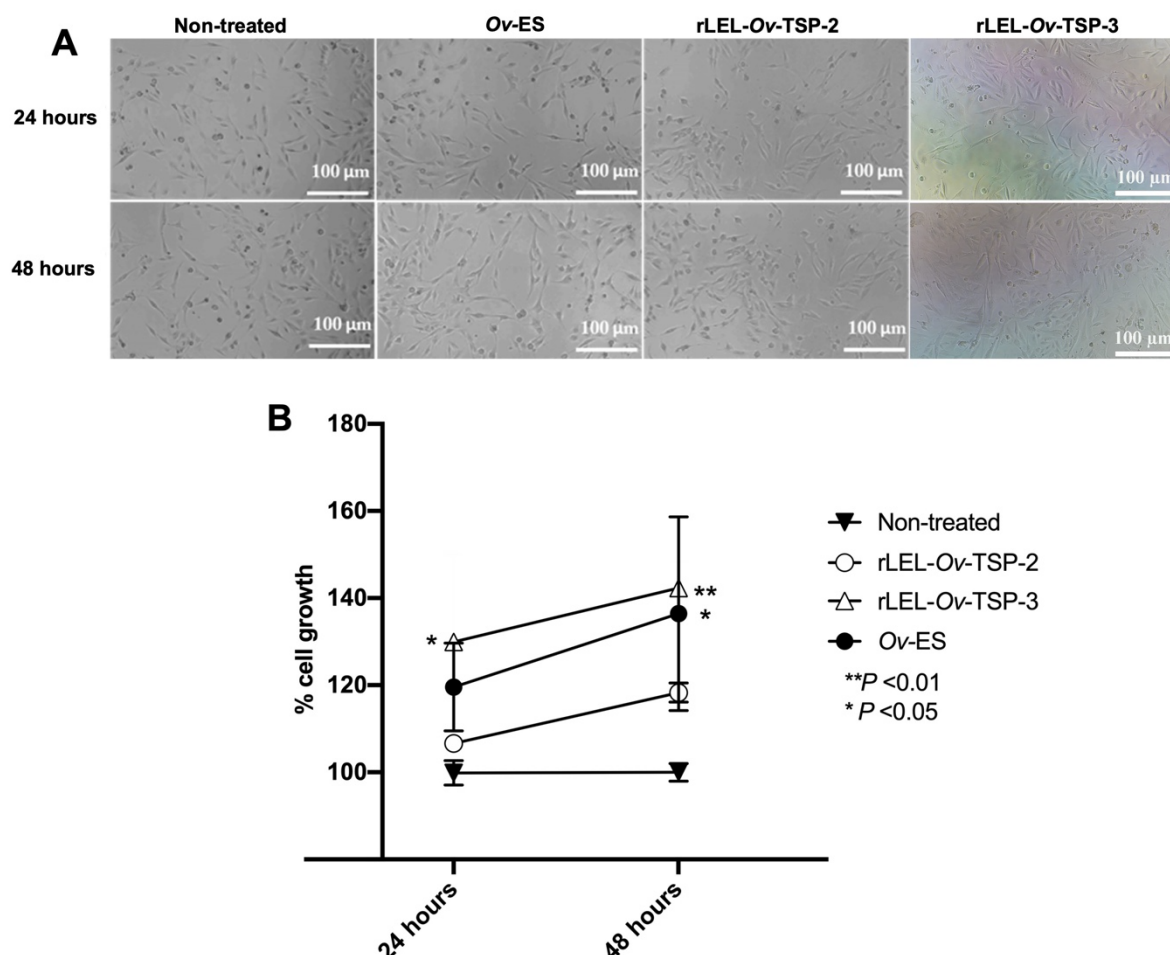 A
Non-treated
Ov-ES
rLEL-Ov-TSP-2
rLEL-Ov-TSP-3
24 hours
100 µm
100 µm
100 µm
100 µm
48 hours
100 µm
100 µm
100 µm
100 µm
B
% cell growth
180
160
140
120
100
*
**
*
24 hours
48 hours
Non-treated
rLEL-Ov-TSP-2
rLEL-Ov-TSP-3
Ov-ES
**P <0.01
* P <0.05